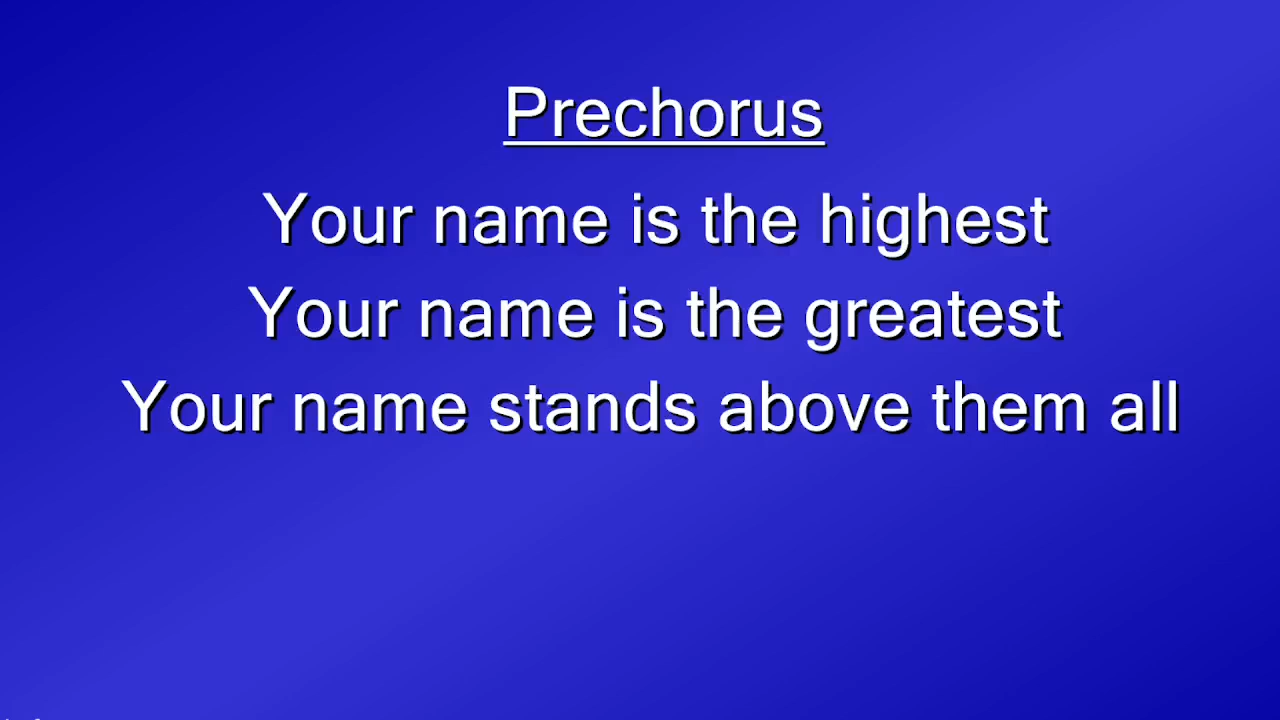 Prechorus
Your name is the highest
Your name is the greatest
Your name stands above them all